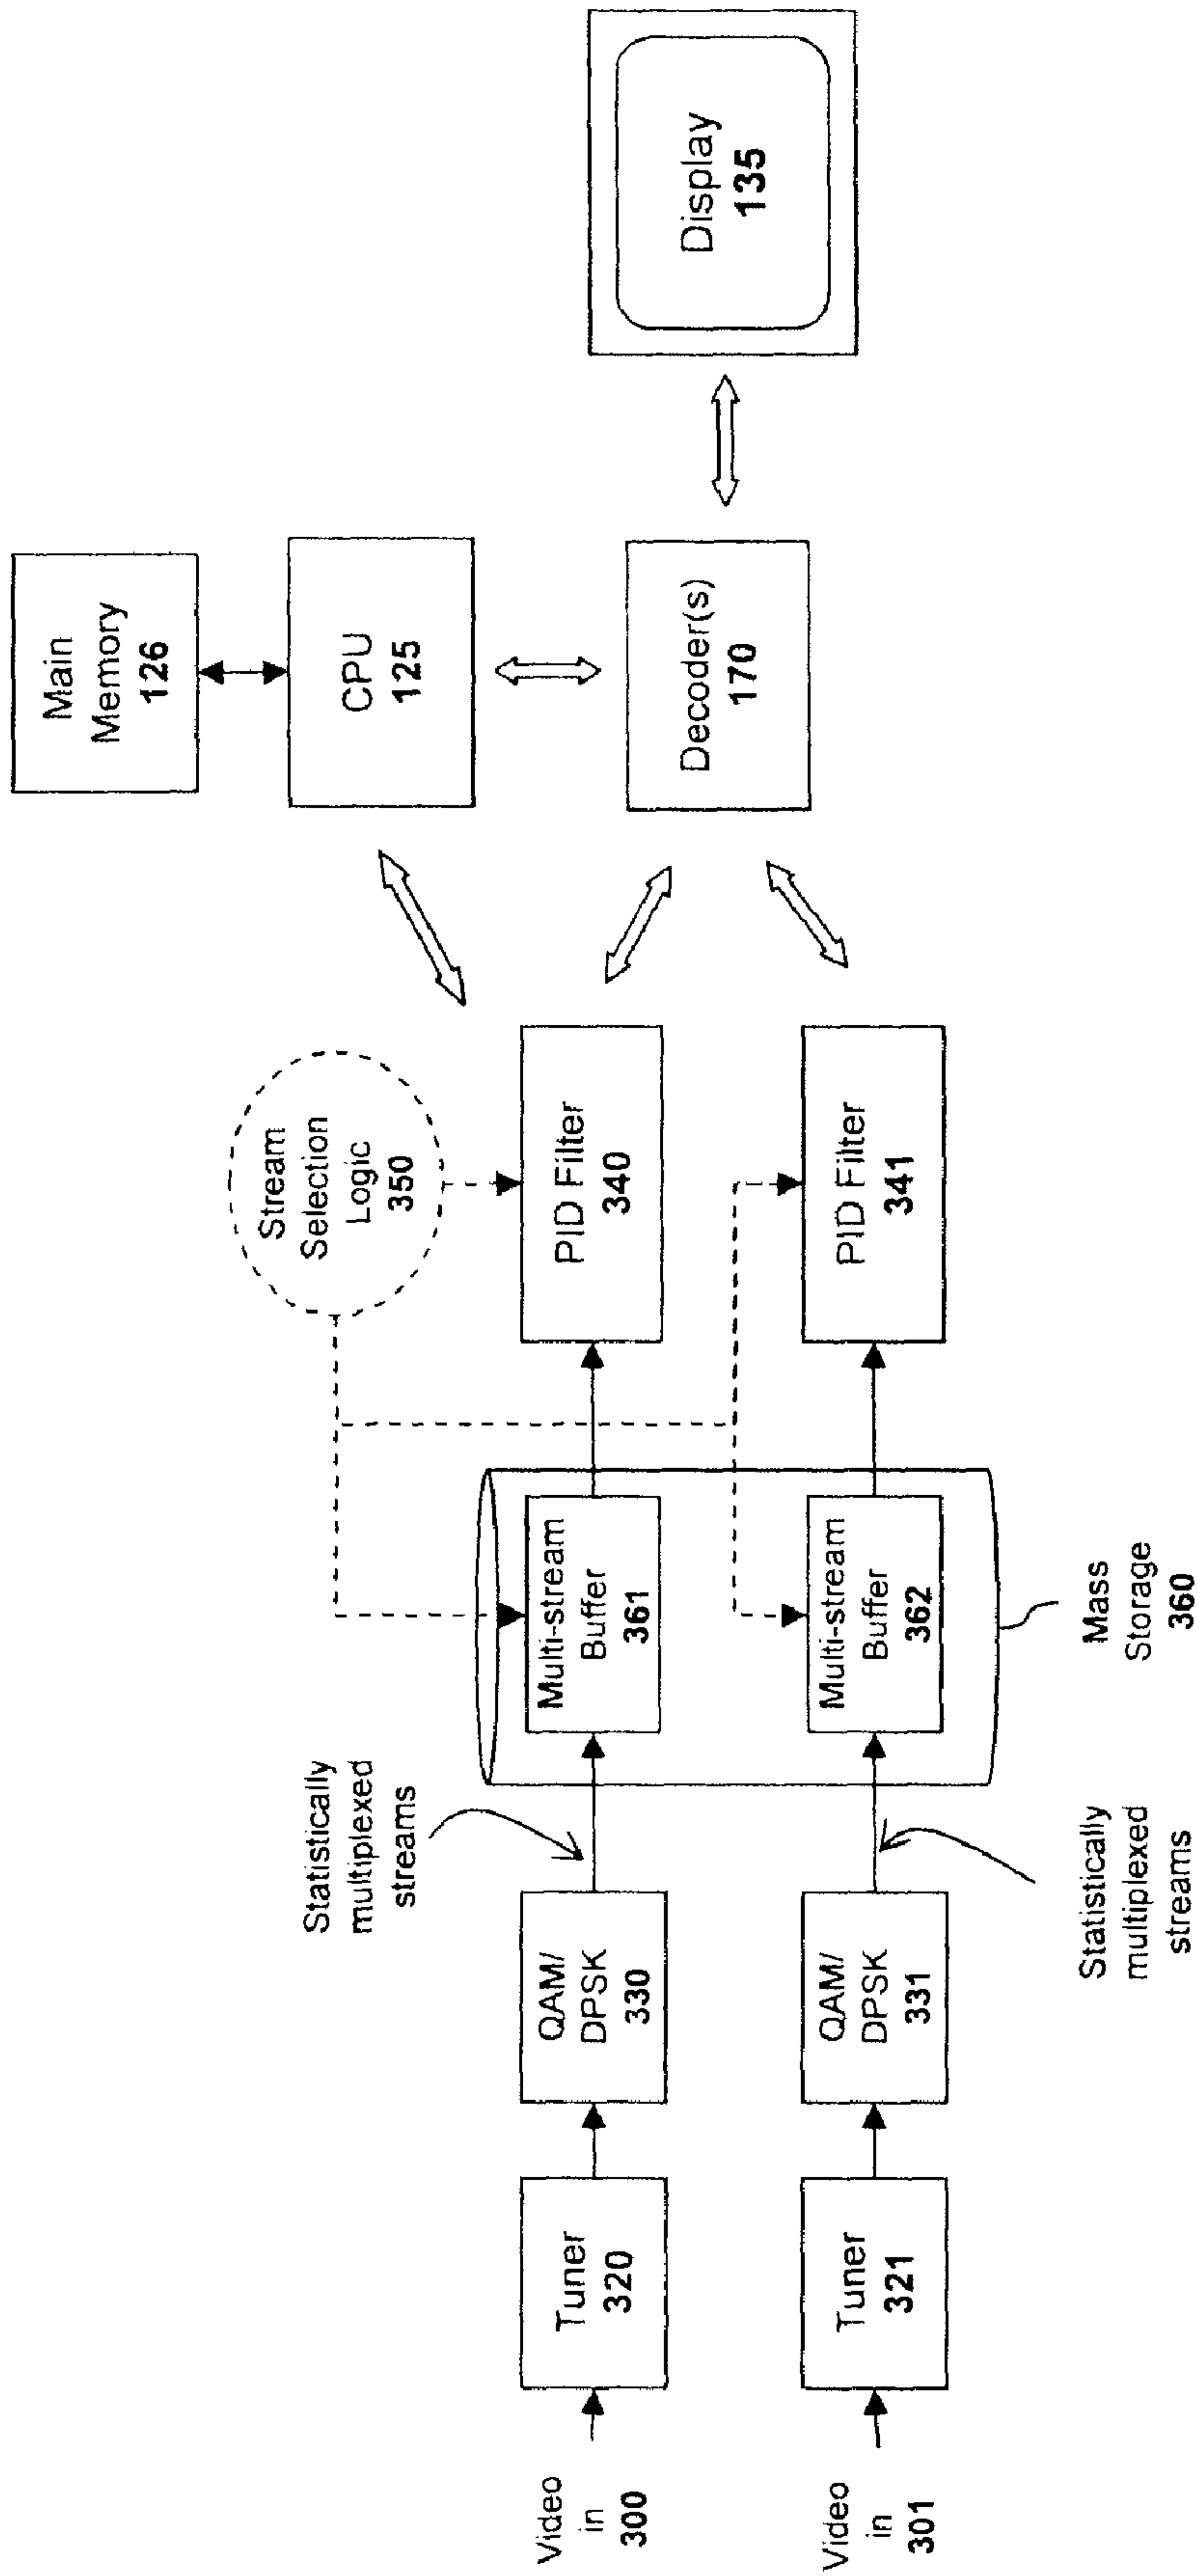 Main
Memory
126
CPU
125
Decoder(s)
170
Display
135
Stream
Selection
Logic
350
PID Filter
340
PID Filter
341
Statistically
multiplexed
streams
Multi-stream
Buffer
361
Multi-stream
Buffer
362
Mass
Storage
360
QAM/
DPSK
330
QAM/
DPSK
331
Statistically
multiplexed
streams
Tuner
320
Tuner
321
Video
in
300
Video
in
301